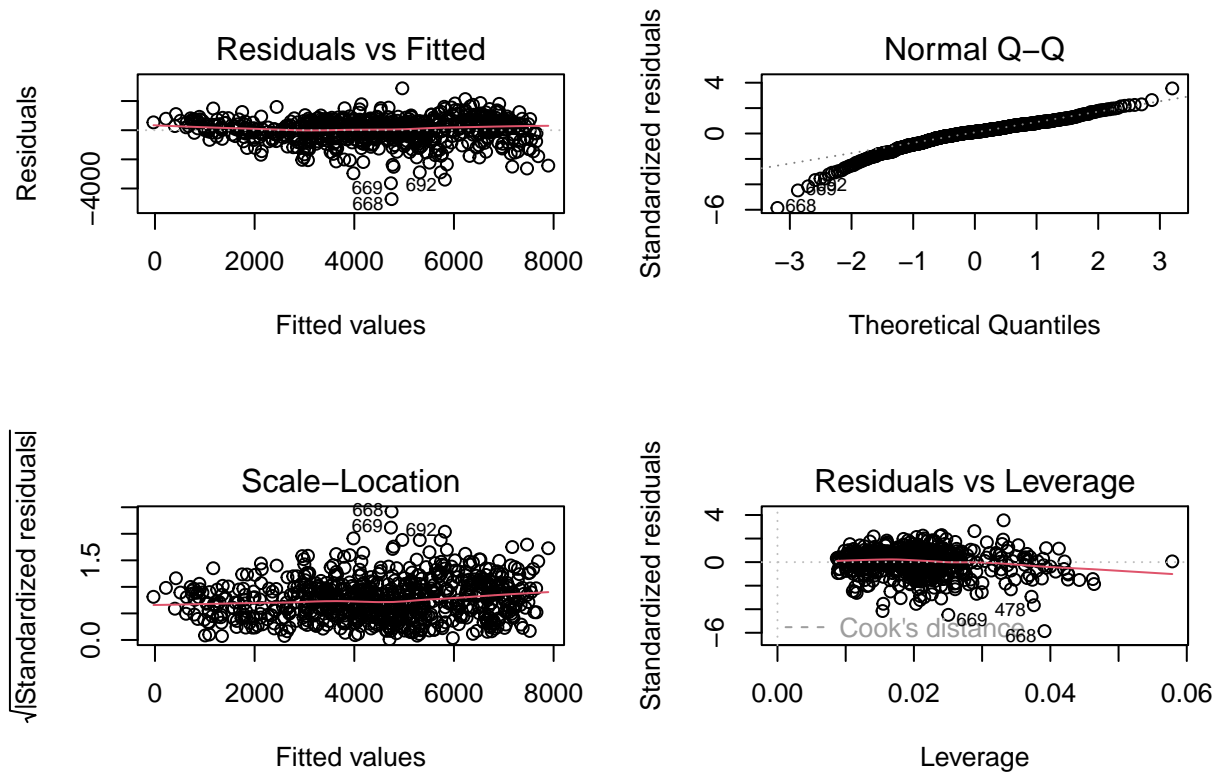 Residuals vs Fitted
Residuals
−4000
669
692
668
0 2000 4000 6000 8000
Fitted values
Normal Q−Q
Standardized residuals
4
0
−6
692
669
668
−3 −2 −1 0 1 2 3
Theoretical Quantiles
Scale−Location
√|Standardized residuals|
1.5
0.0
668
669
692
0 2000 4000 6000 8000
Fitted values
Residuals vs Leverage
Standardized residuals
4
0
−6
478
669
Cook's distance
668
0.00 0.02 0.04 0.06
Leverage